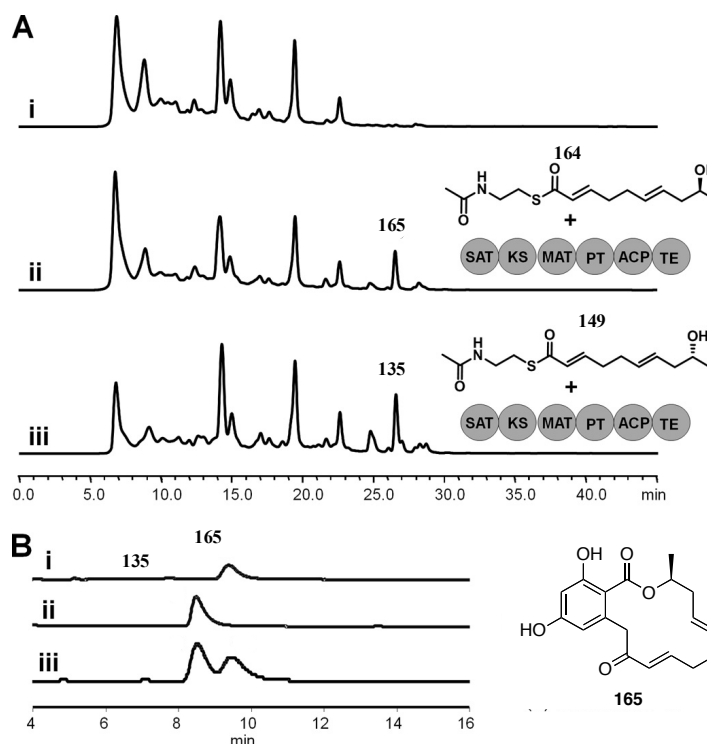 A
i
164
O
OH
H
N
S
O
+
165
SAT KS MAT PT ACP TE
ii
149
O
OH
H
N
S
O
+
135
SAT KS MAT PT ACP TE
iii
0.0 5.0 10.0 15.0 20.0 25.0 30.0 35.0 40.0 min
B
165
135
i
ii
iii
4 6 8 10 12 14 16
min
OH O
O
HO
O
165